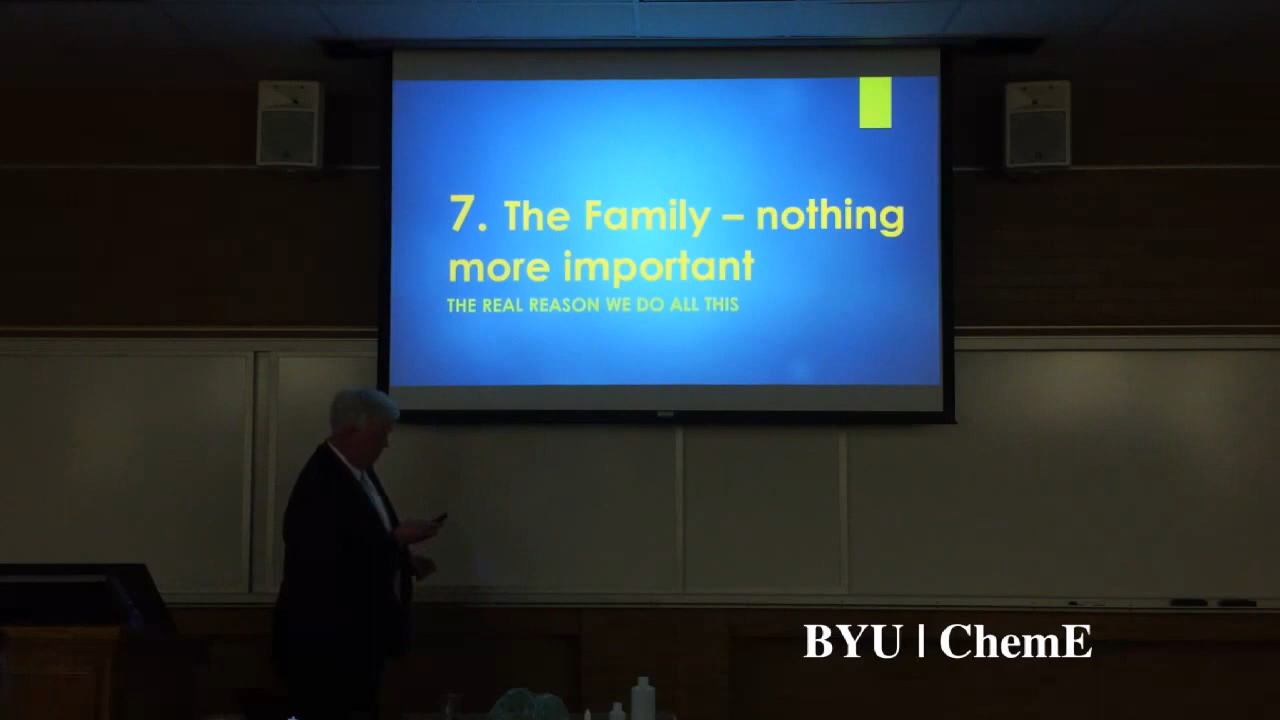 7. The Family – nothing
more important
THE REAL REASON WE DO ALL THIS
BYU | ChemE